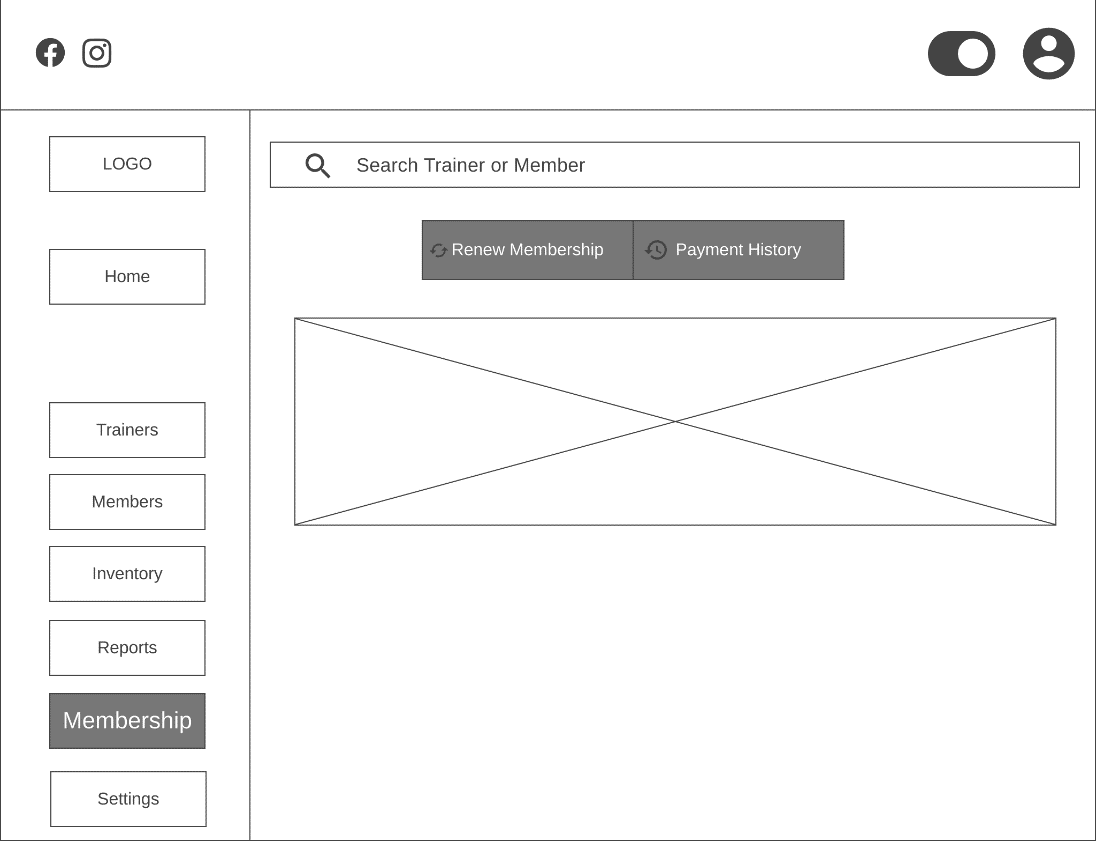 LOGO
Search Trainer or Member
Renew Membership
Payment History
Home
Trainers
Members
Inventory
Reports
Membership
Settings